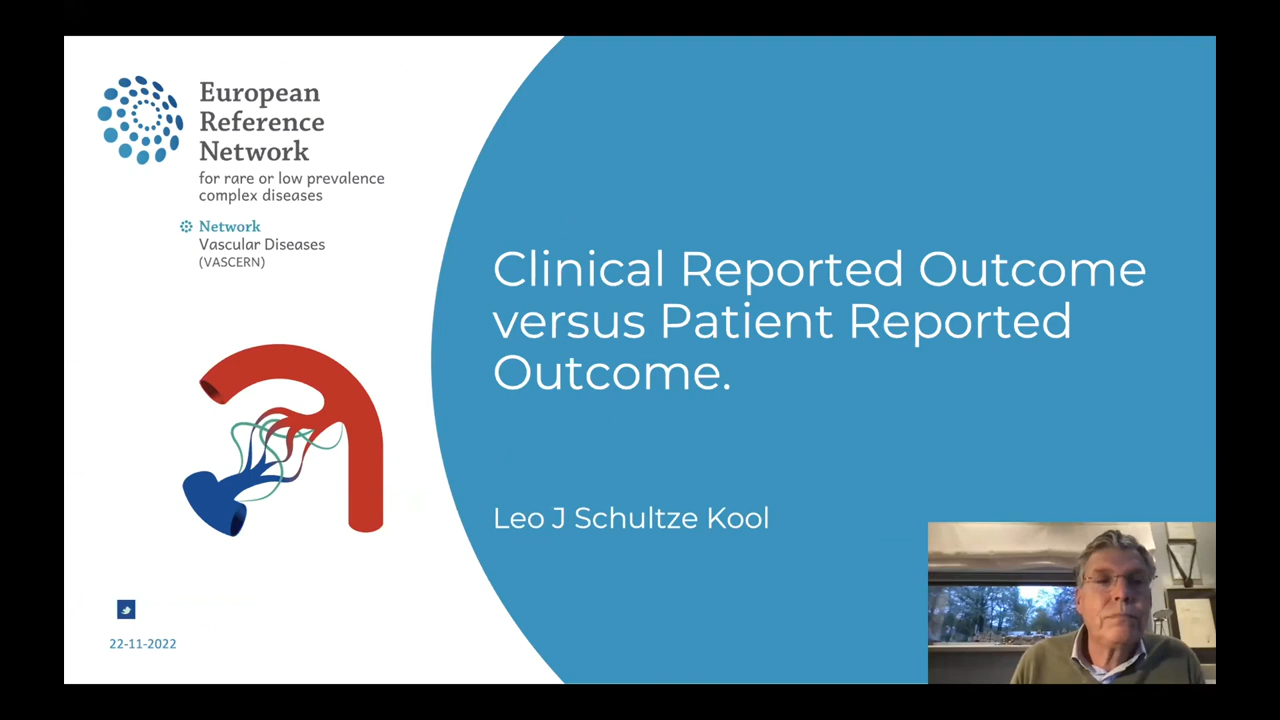 European
Reference
Network
for rare or low prevalence
complex diseases
Network
Vascular Diseases
(VASCERN)
Clinical Reported Outcome
versus Patient Reported
Outcome.
Leo J Schultze Kool
22-11-2022